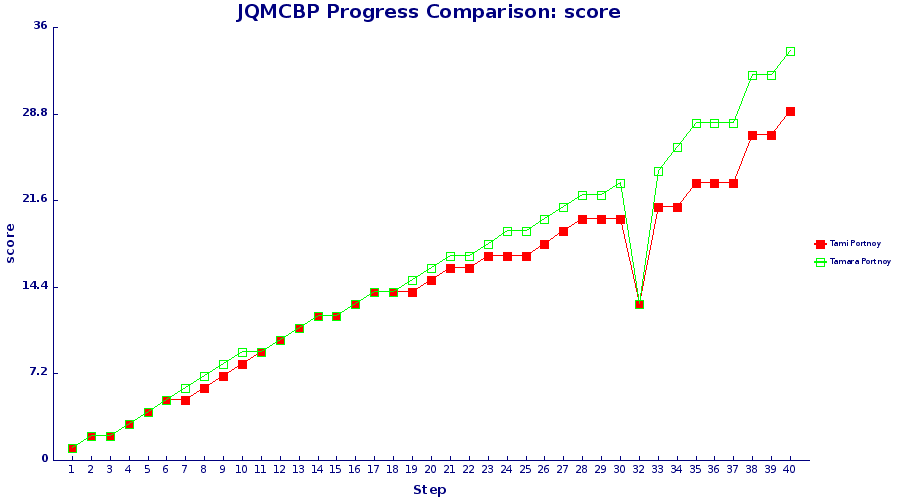 JQMCBP Progress Comparison: score
36
28.8
21.6
14.4
7.2
0
score
1 2 3 4 5 6 7 8 9 10 11 12 13 14 15 16 17 18 19 20 21 22 23 24 25 26 27 28 29 30 32 33 34 35 36 37 38 39 40
Step
Tami Portnoy
Tamara Portnoy